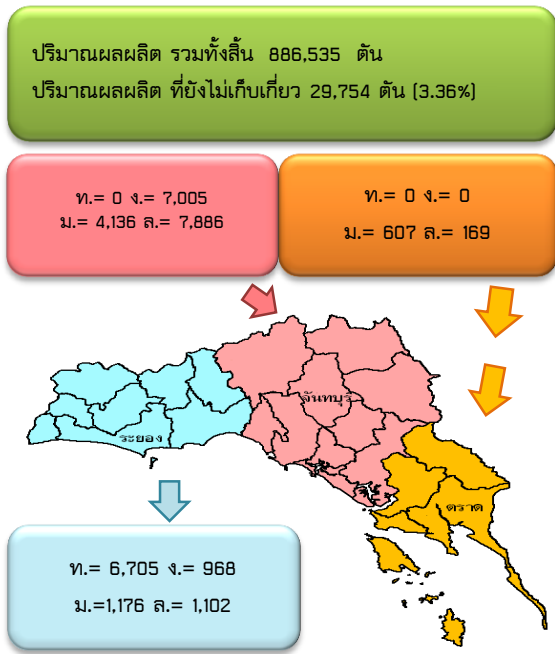 ปริมาณผลผลิต รวมทั้งสิ้น 886,535 ตัน
ปริมาณผลผลิต ที่ยังไม่เก็บเกี่ยว 29,754 ตัน (3.36%)
ท.= 0 ง.= 7,005
ม.= 4,136 ล.= 7,886
ท.= 0 ง.= 0
ม.= 607 ล.= 169
จันทบุรี
ระยอง
ตราด
ท.= 6,705 ง.= 968
ม.=1,176 ล.= 1,102